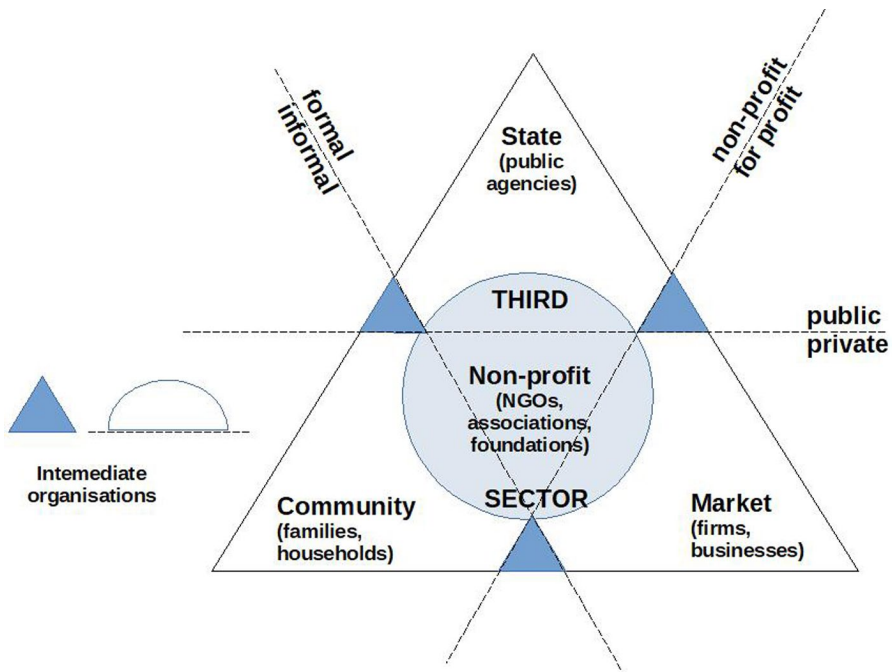 formal
informal
non-profit
for profit
State
(public
agencies)
THIRD
public
private
Non-profit
(NGOs,
associations,
foundations)
Intemediate
organisations
SECTOR
Community
(families,
households)
Market
(firms,
businesses)